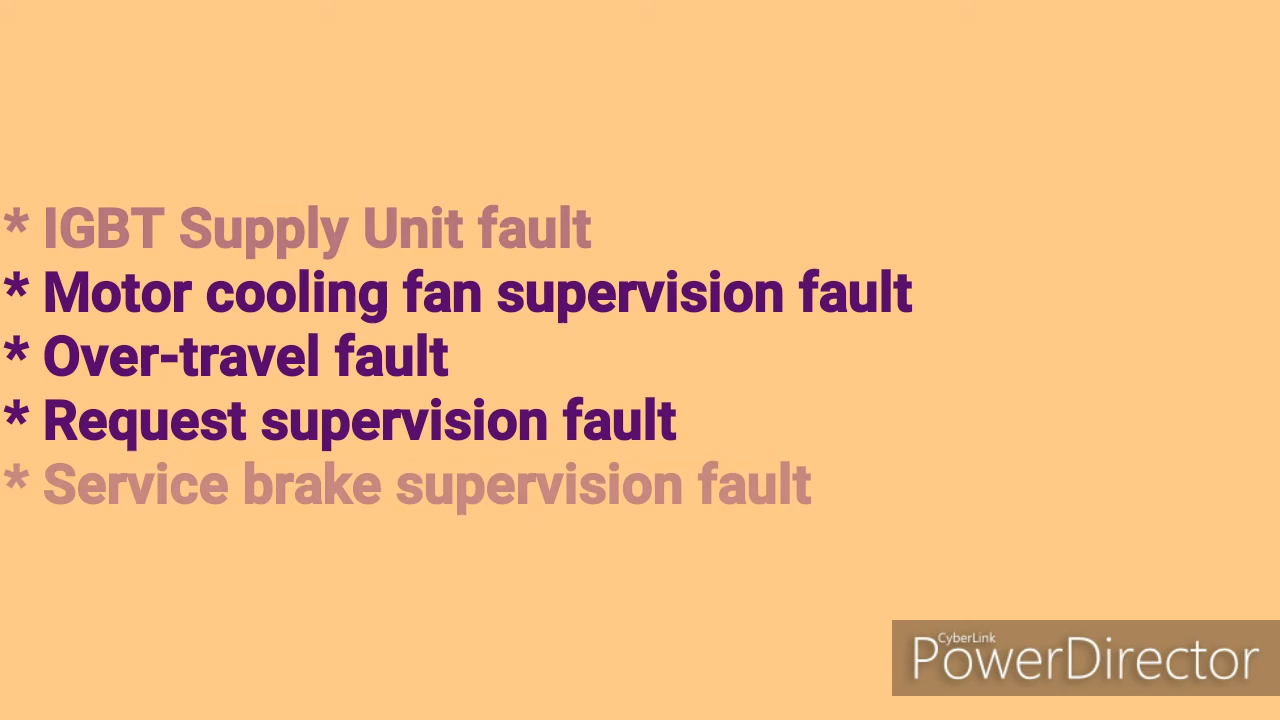 * IGBT Supply Unit fault
* Motor cooling fan supervision fault
* Over-travel fault
* Request supervision fault
* Service brake supervision fault
CyberLink
PowerDirector